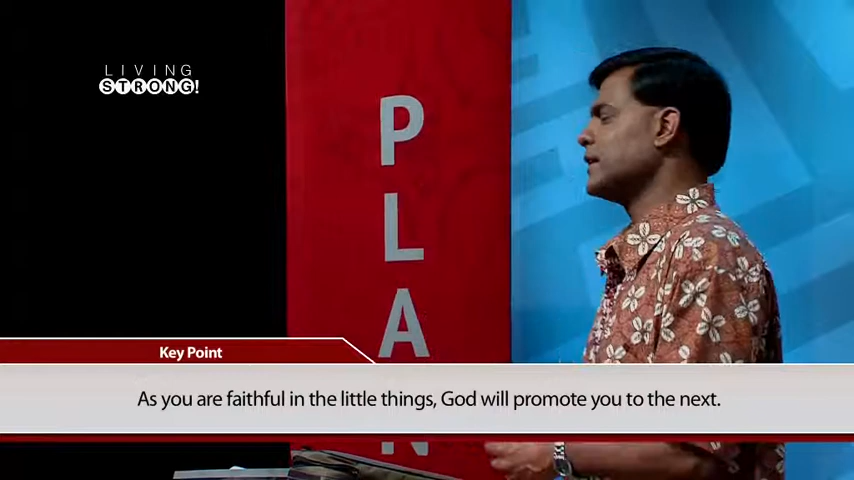 LIVING
STRONG!
P
L
A
N
Key Point
As you are faithful in the little things, God will promote you to the next.